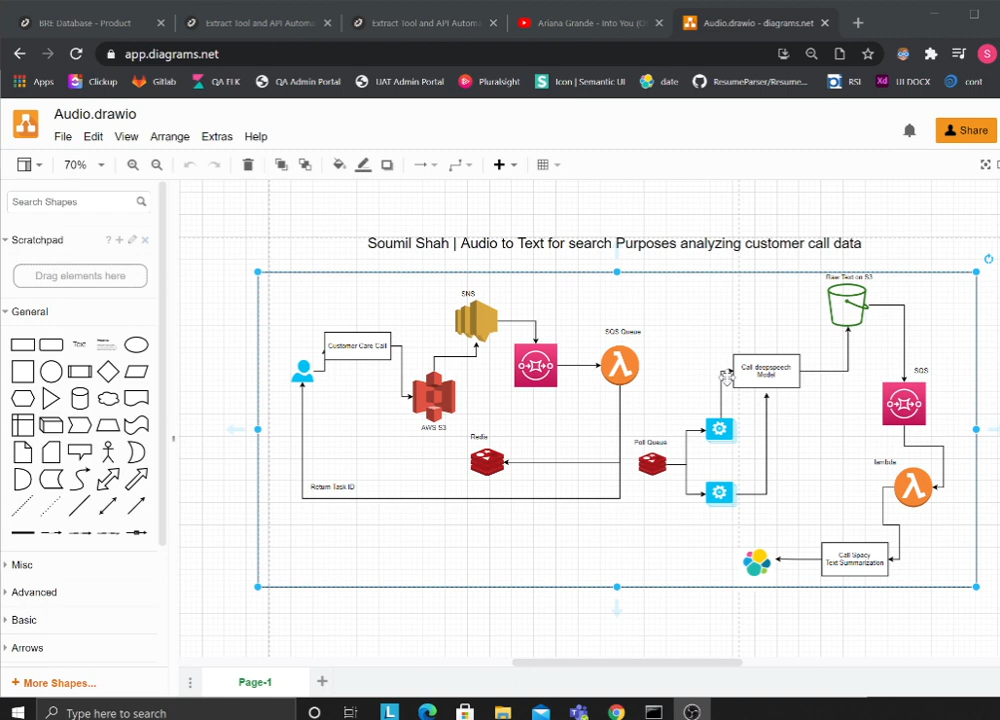 BRE Database - Product
Extract Tool and API Automa
Extract Tool and API Automa
Ariana Grande - Into You (O
Audio.drawio - diagrams.net
app.diagrams.net
S
Apps
Clickup
Gitlab
QA ELK
QA Admin Portal
UAT Admin Portal
Pluralsight
Icon | Semantic UI
date
ResumeParser/Resume...
RSI
UI DOCX
cont
Audio.drawio
File Edit View Arrange Extras Help
Share
70%
Search Shapes
Scratchpad
Drag elements here
General
Text
Misc
Advanced
Basic
Arrows
+ More Shapes...
Soumil Shah | Audio to Text for search Purposes analyzing customer call data
Raw Text on S3
SNS
SQS Queue
Customer Care Call
Call deepspeech
Model
SQS
AWS S3
Redis
Poll Queue
lambda
Return Task ID
Call Spacy
Text Summarization
Page-1
Type here to search